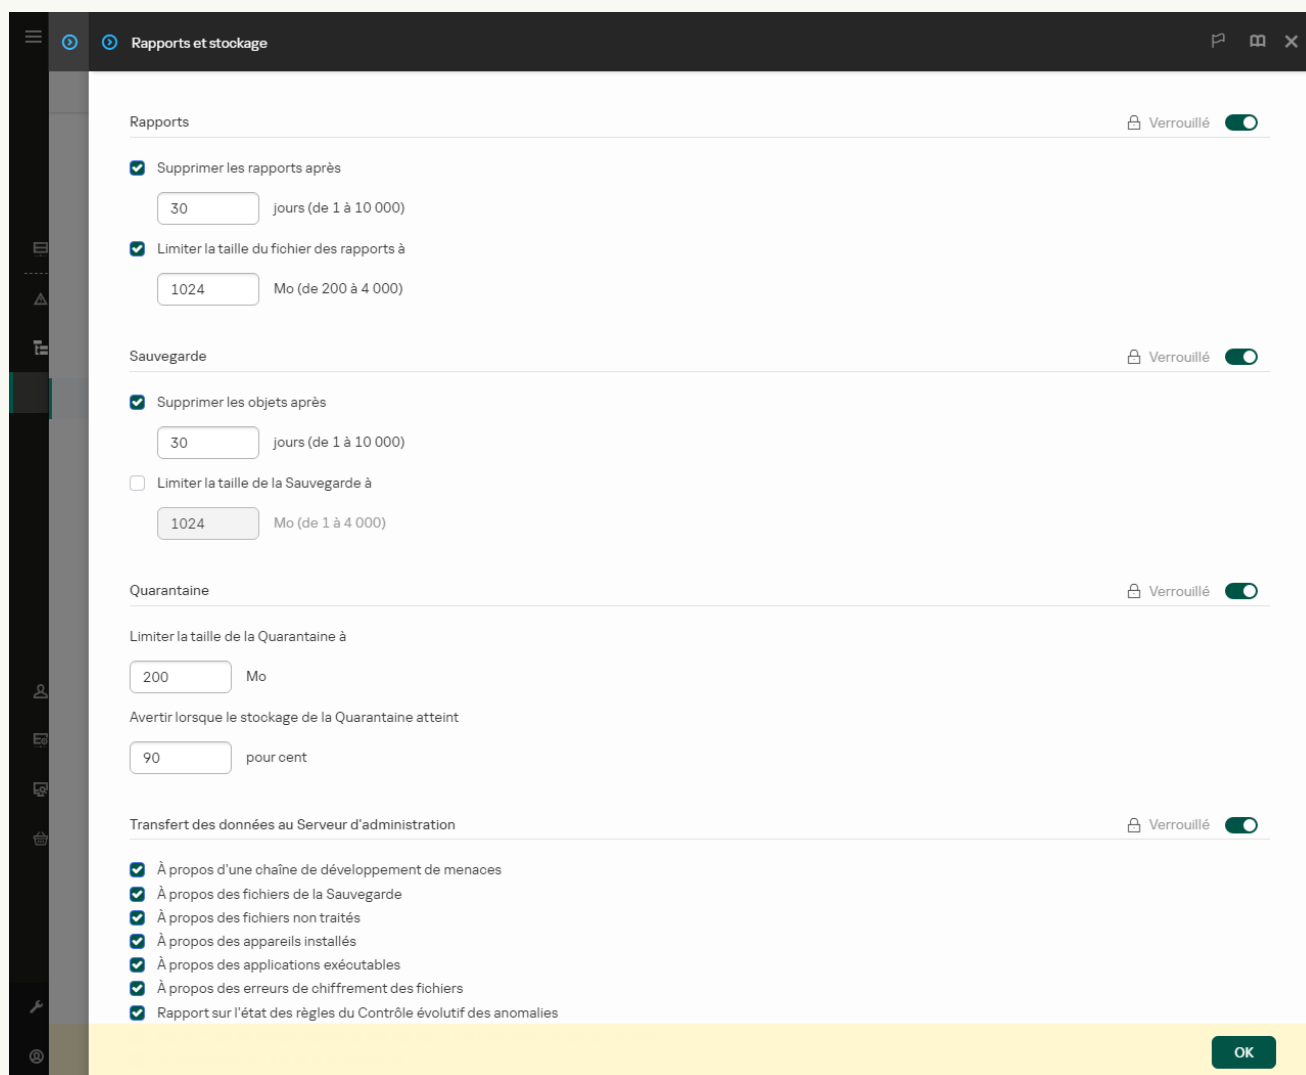 Rapports et stockage
Rapports
Verrouillé
Supprimer les rapports après
30 jours (de 1 à 10 000)
Limiter la taille du fichier des rapports à
1024 Mo (de 200 à 4 000)
Sauvegarde
Verrouillé
Supprimer les objets après
30 jours (de 1 à 10 000)
Limiter la taille de la Sauvegarde à
1024 Mo (de 1 à 4 000)
Quarantaine
Verrouillé
Limiter la taille de la Quarantaine à
200 Mo
Avertir lorsque le stockage de la Quarantaine atteint
90 pour cent
Transfert des données au Serveur d'administration
Verrouillé
À propos d'une chaîne de développement de menaces
À propos des fichiers de la Sauvegarde
À propos des fichiers non traités
À propos des appareils installés
À propos des applications exécutables
À propos des erreurs de chiffrement des fichiers
Rapport sur l'état des règles du Contrôle évolutif des anomalies
OK